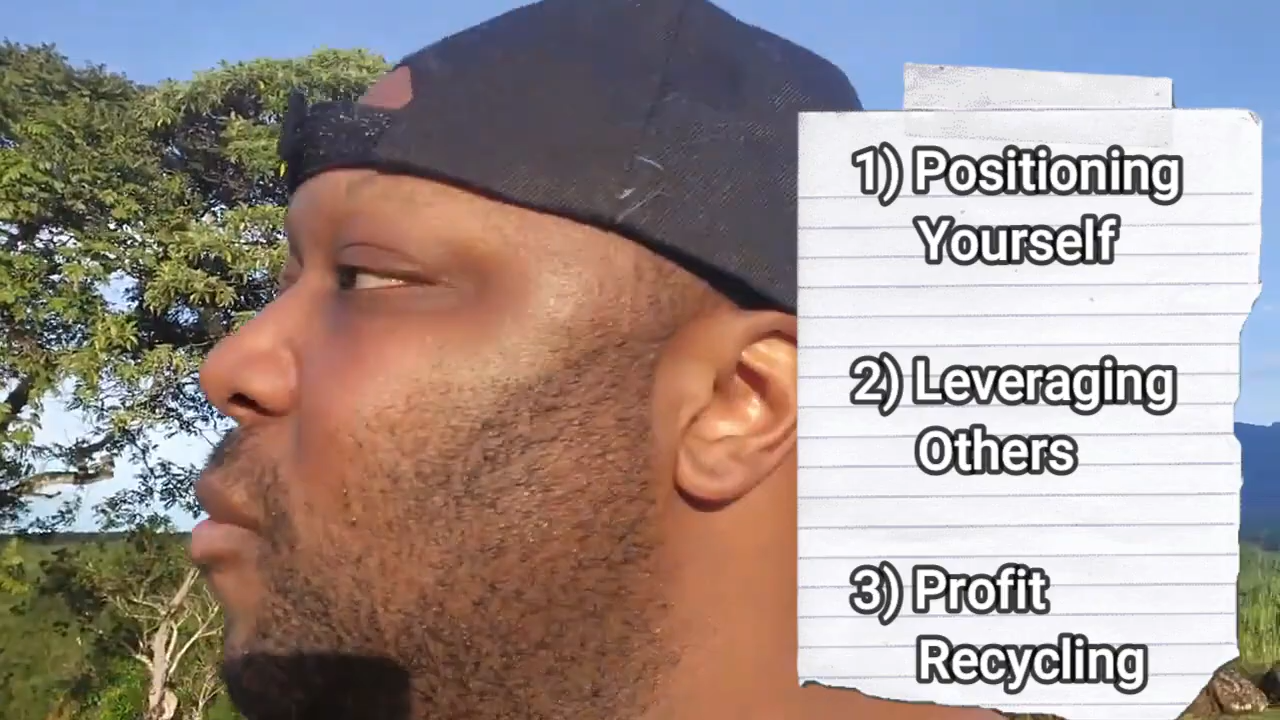 1) Positioning
Yourself
2) Leveraging
Others
3) Profit
Recycling